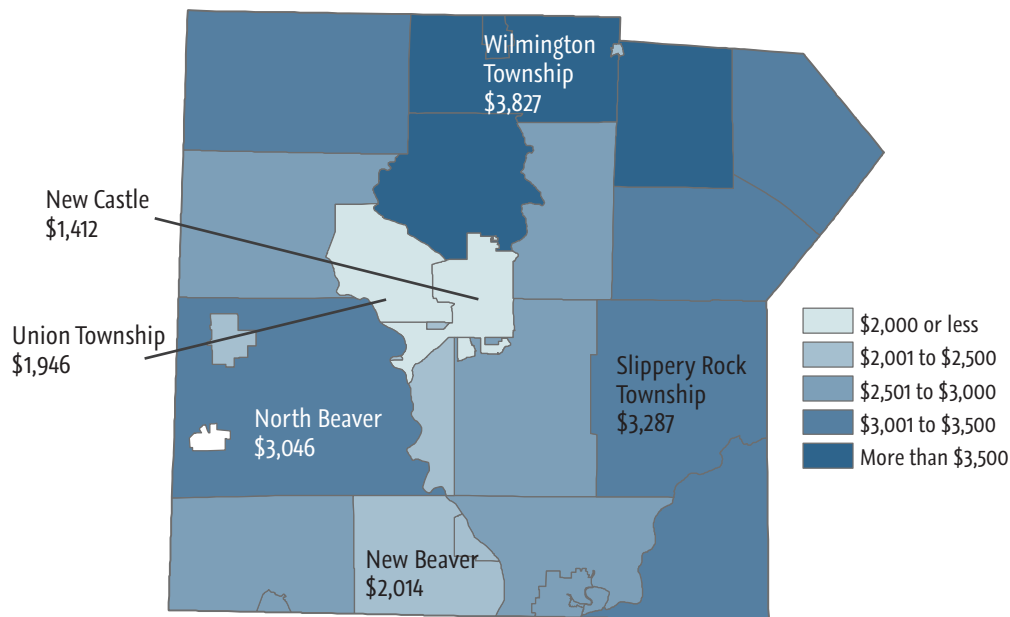 Wilmington
Township
$3,827
New Castle
$1,412
Union Township
$1,946
North Beaver
$3,046
Slippery Rock
Township
$3,287
New Beaver
$2,014
$2,000 or less
$2,001 to $2,500
$2,501 to $3,000
$3,001 to $3,500
More than $3,500